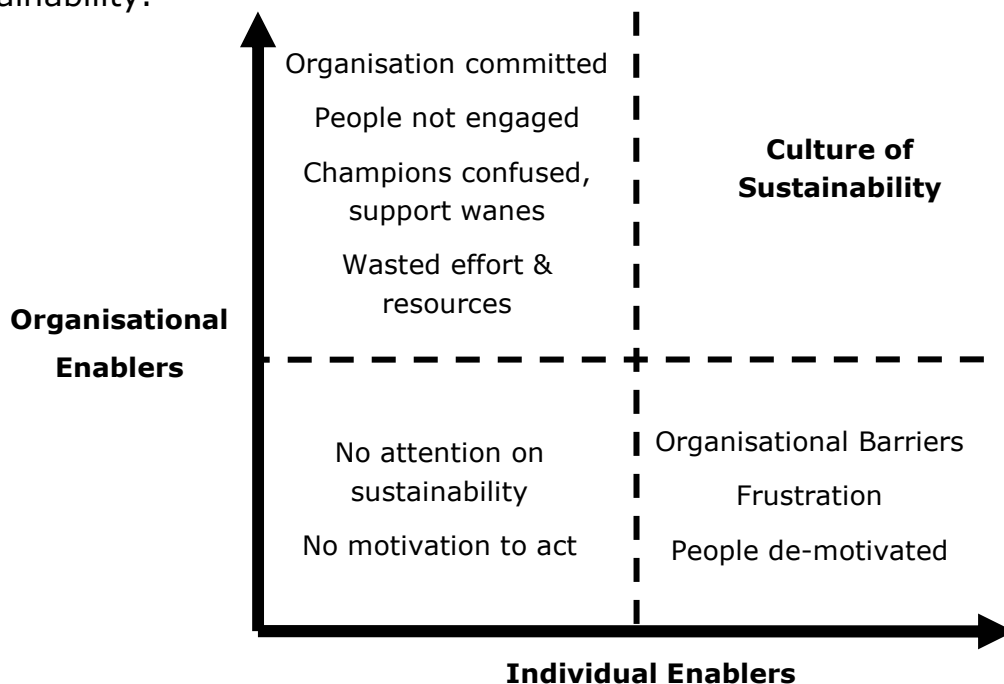 ainability.
Organisation committed
People not engaged
Champions confused,
support wanes
Wasted effort &
resources
Culture of
Sustainability
Organisational
Enablers
No attention on
sustainability
No motivation to act
Organisational Barriers
Frustration
People de-motivated
Individual Enablers